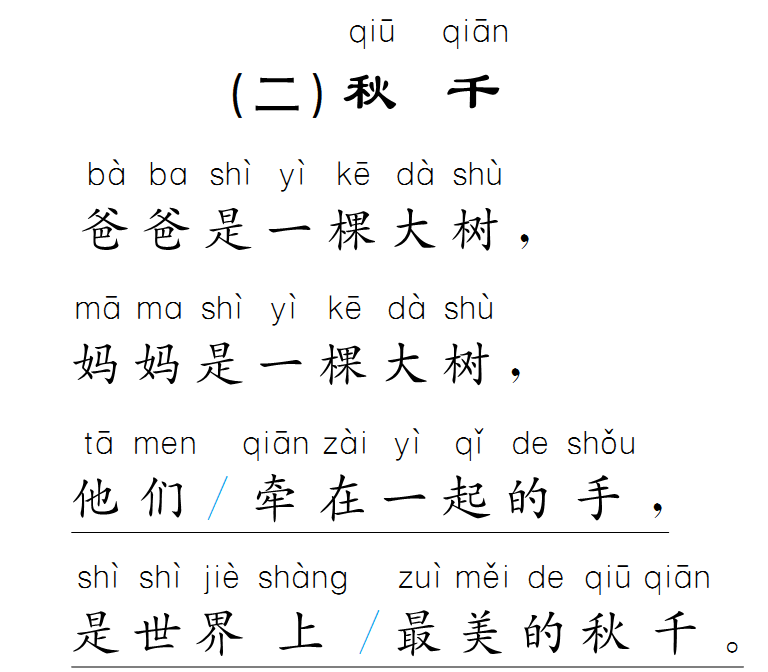 qiū qiān
(二)秋 千
bà ba shì yì kē dà shù
爸爸是一棵大树，
mā ma shì yì kē dà shù
妈妈是一棵大树，
tā men qiān zài yì qǐ de shǒu
他们/牵在一起的手，
shì shì jiè shàng zuì měi de qiū qiān
是世界上/最美的秋千。